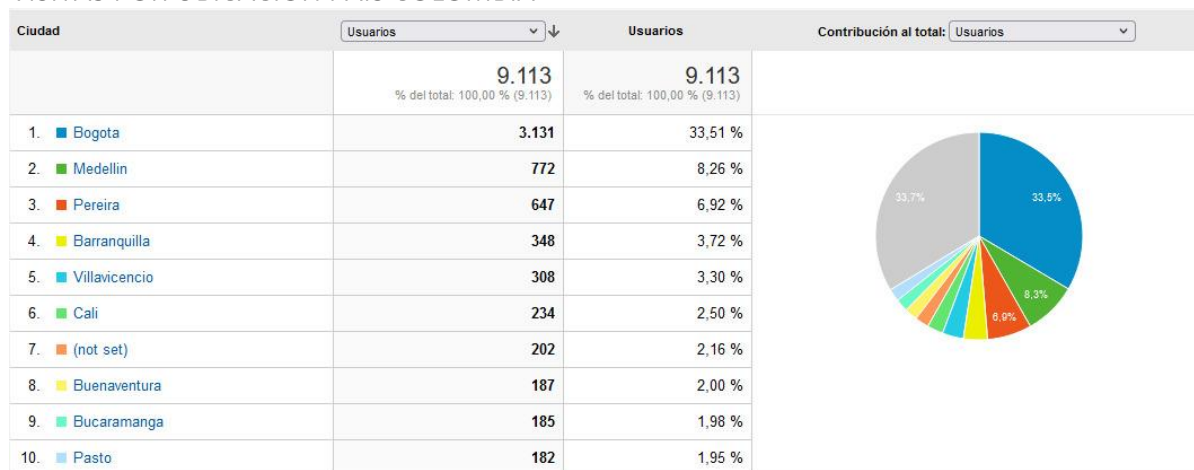 Ciudad Usuarios Usuarios Contribución al total: Usuarios
9.113 9.113
% del total: 100,00 % (9.113) % del total: 100,00 % (9.113)
1. Bogota 3.131 33,51 %
2. Medellin 772 8,26 %
3. Pereira 647 6,92 %
4. Barranquilla 348 3,72 %
5. Villavicencio 308 3,30 %
6. Cali 234 2,50 %
7. (not set) 202 2,16 %
8. Buenaventura 187 2,00 %
9. Bucaramanga 185 1,98 %
10. Pasto 182 1,95 %
33,7% 33,5%
8,3%
6,9%